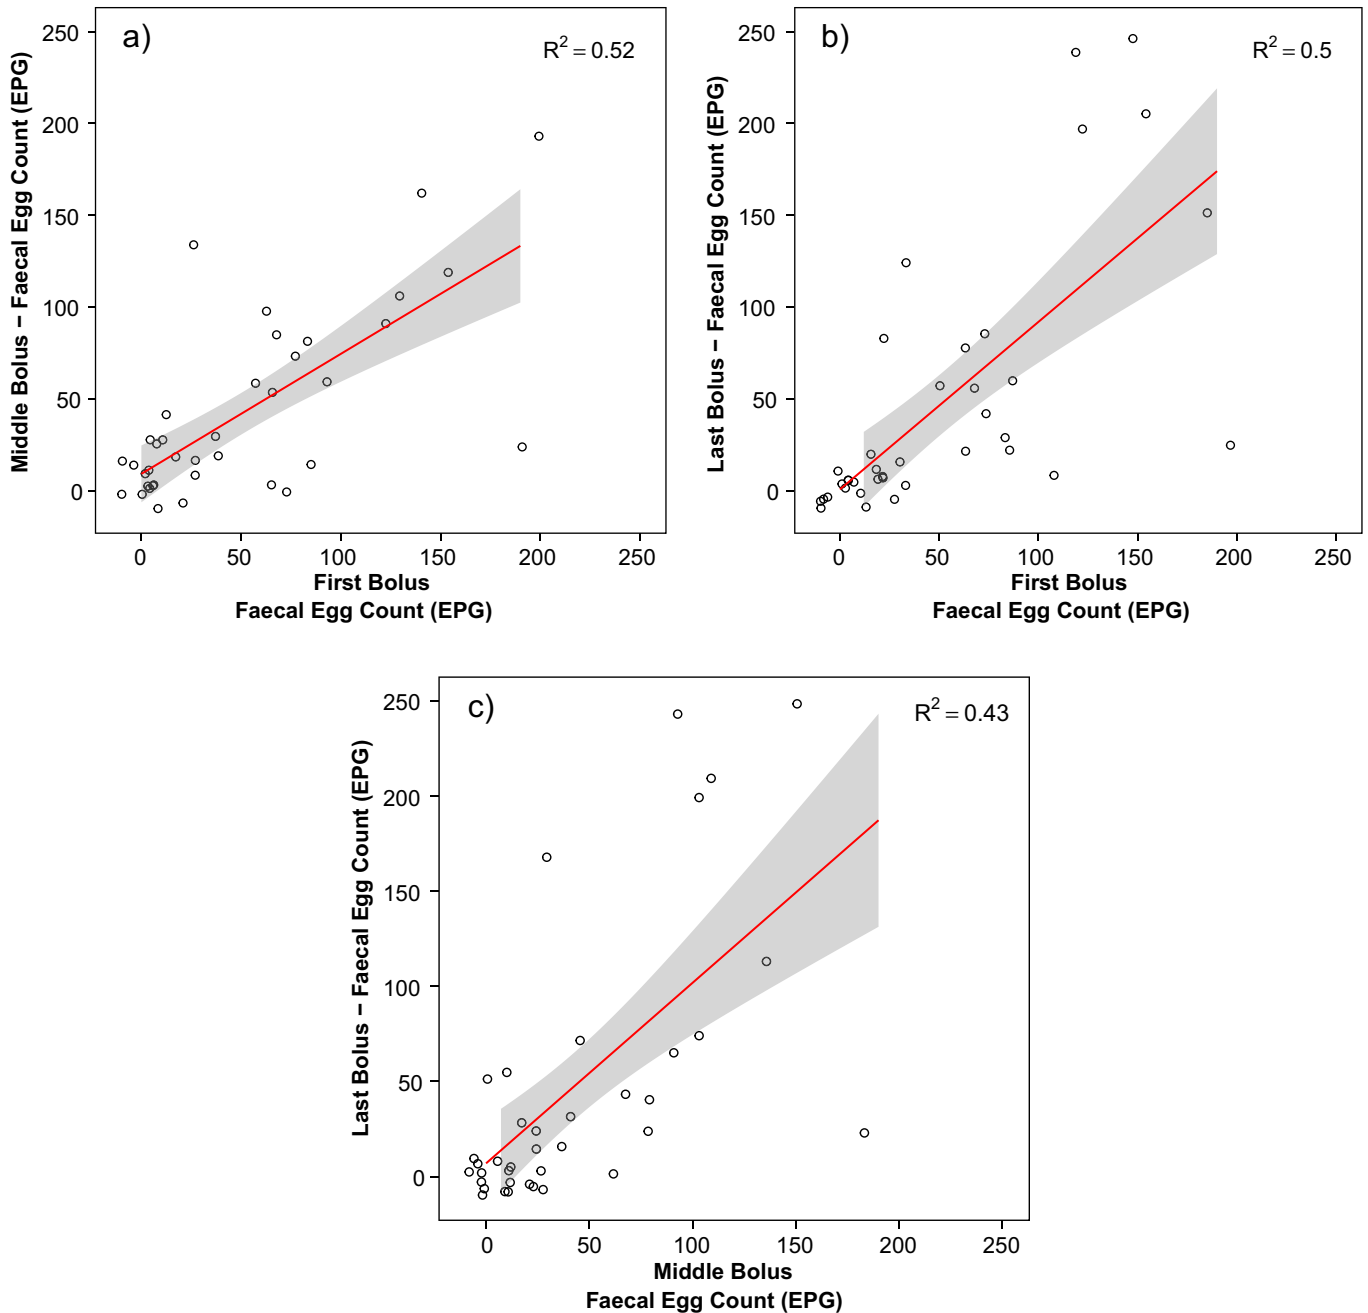 a)
R² = 0.52
Middle Bolus − Faecal Egg Count (EPG)
250
200
150
100
50
0
0 50 100 150 200 250
First Bolus
Faecal Egg Count (EPG)
b)
R² = 0.5
Last Bolus − Faecal Egg Count (EPG)
250
200
150
100
50
0
0 50 100 150 200 250
First Bolus
Faecal Egg Count (EPG)
c)
R² = 0.43
Last Bolus − Faecal Egg Count (EPG)
250
200
150
100
50
0
0 50 100 150 200 250
Middle Bolus
Faecal Egg Count (EPG)